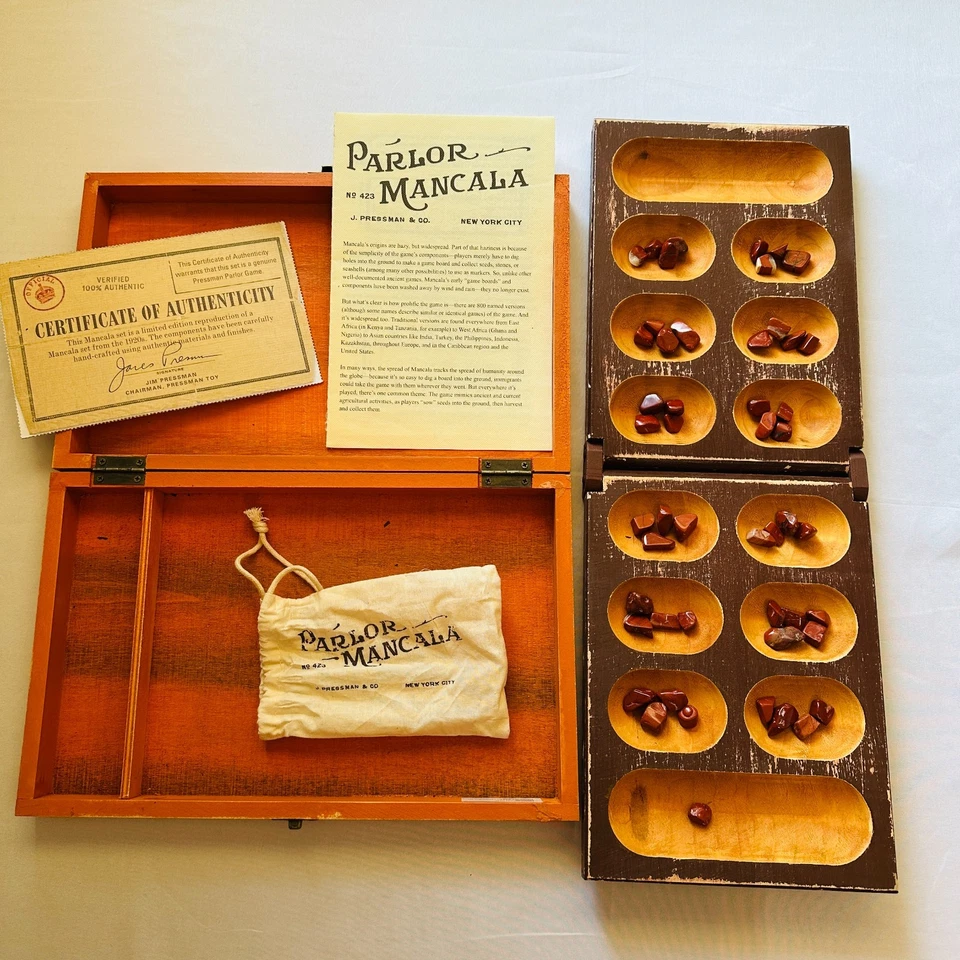 OFFICIAL
VERIFIED
100% AUTHENTIC
This Certificate of Authenticity
warrants that this set is a genuine
Pressman Parlor Game.
CERTIFICATE OF AUTHENTICITY
This Mancala set is a limited edition reproduction of a
Mancala set from the 1920s. The components have been carefully
hand-crafted using authentic materials and finishes.
SIGNATURE
JIM PRESSMAN
CHAIRMAN, PRESSMAN TOY
PARLOR
No 423 MANCALA
J. PRESSMAN & CO. NEW YORK CITY
Mancala's origins are hazy, but widespread. Part of that haziness is because
of the simplicity of the game's components—players merely have to dig
holes into the ground to make a game board and collect seeds, stones, or
seashells (among many other possibilities) to use as markers. So, unlike other
well-documented ancient games, Mancala's early "game boards" and
components have been washed away by wind and rain—they no longer exist.
But what's clear is how prolific the game is—there are 800 named versions
(although some names describe similar or identical games) of the game. And
it's widespread too. Traditional versions are found everywhere from East
Africa (in Kenya and Tanzania, for example) to West Africa (Ghana and
Nigeria) to Asian countries like India, Turkey, the Philippines, Indonesia,
Kazakhstan, throughout Europe, and in the Caribbean region and the
United States.
In many ways, the spread of Mancala tracks the spread of humanity around
the globe—because it's so easy to dig a board into the ground, immigrants
could take the game with them wherever they went. But everywhere it's
played, there's one common theme. The game mimics ancient and current
agricultural activities, as players "sow" seeds into the ground, then harvest
and collect them.
PARLOR
No 423 MANCALA
J. PRESSMAN & CO NEW YORK CITY